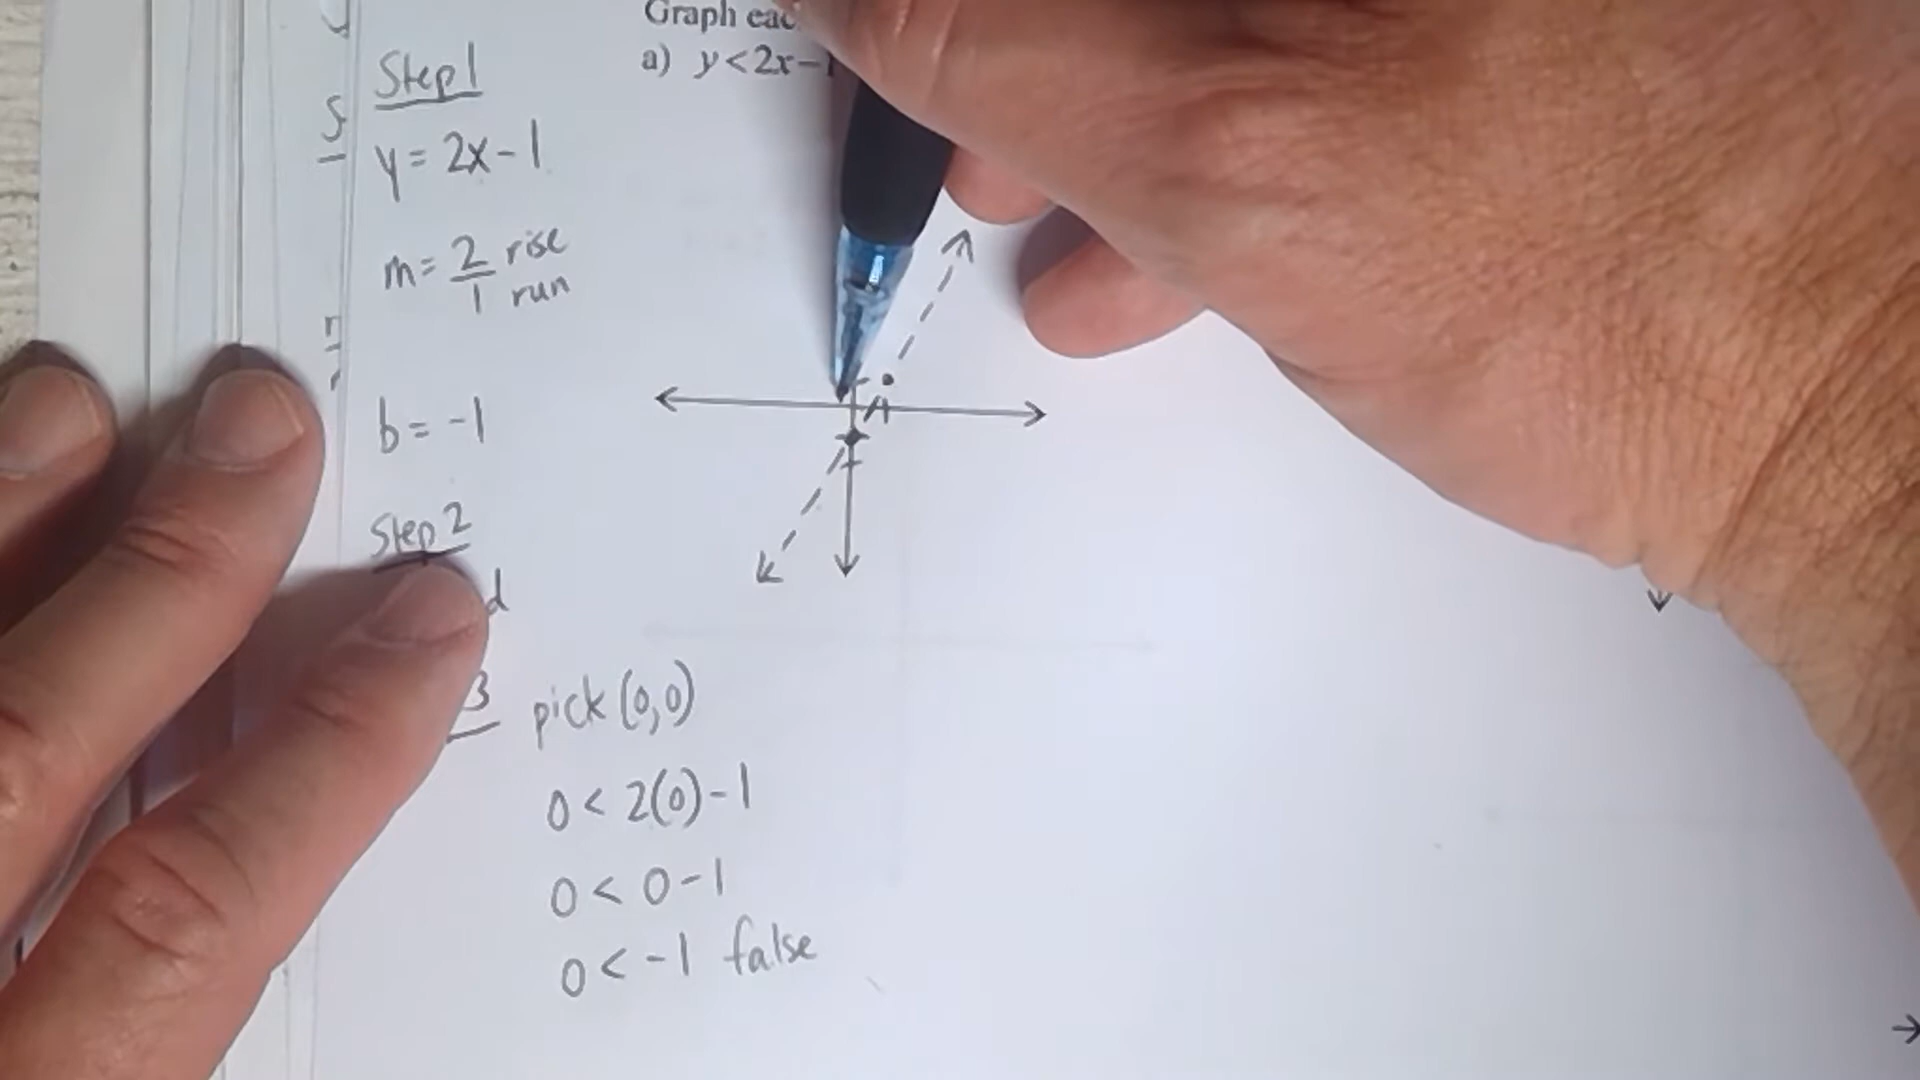 Graph eac
a) y<2x-1
Step 1
y = 2x - 1
m = 2/1 rise run
b = -1
Step 2
d
3 pick (0,0)
0 < 2(0) - 1
0 < 0 - 1
0 < -1 false